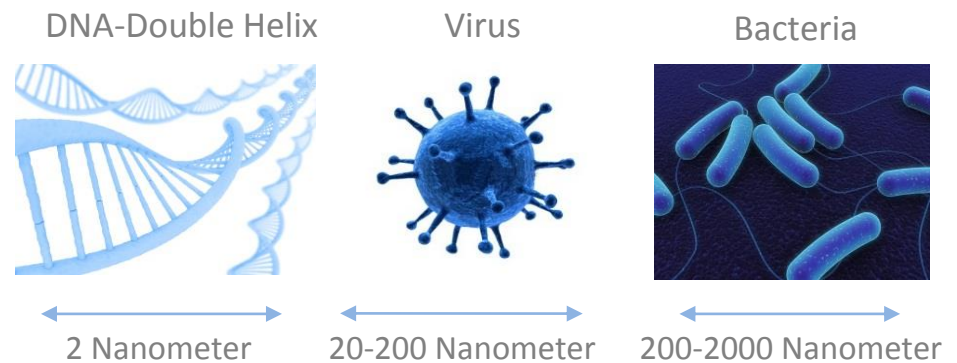 DNA-Double Helix
Virus
Bacteria
2 Nanometer
20-200 Nanometer
200-2000 Nanometer